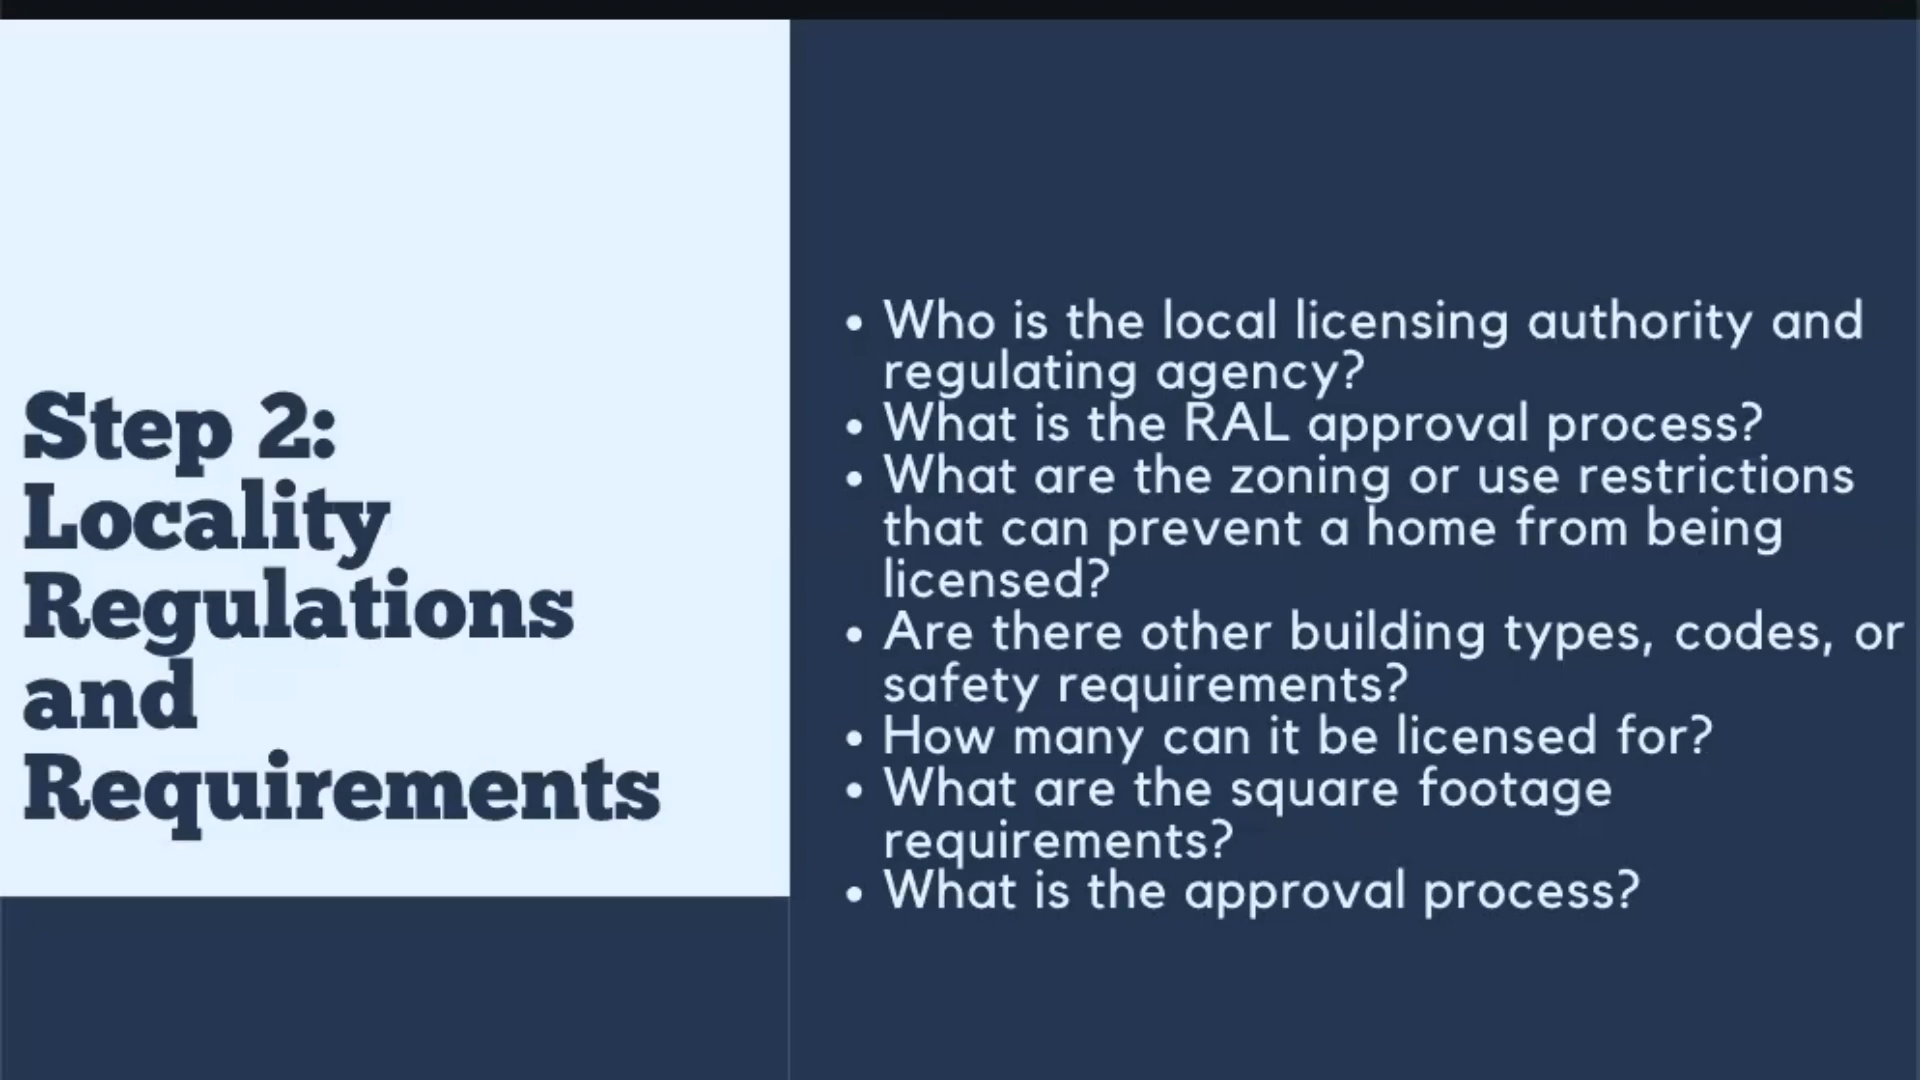 Step 2:
Locality
Regulations
and
Requirements
• Who is the local licensing authority and
regulating agency?
• What is the RAL approval process?
• What are the zoning or use restrictions
that can prevent a home from being
licensed?
• Are there other building types, codes, or
safety requirements?
• How many can it be licensed for?
• What are the square footage
requirements?
• What is the approval process?